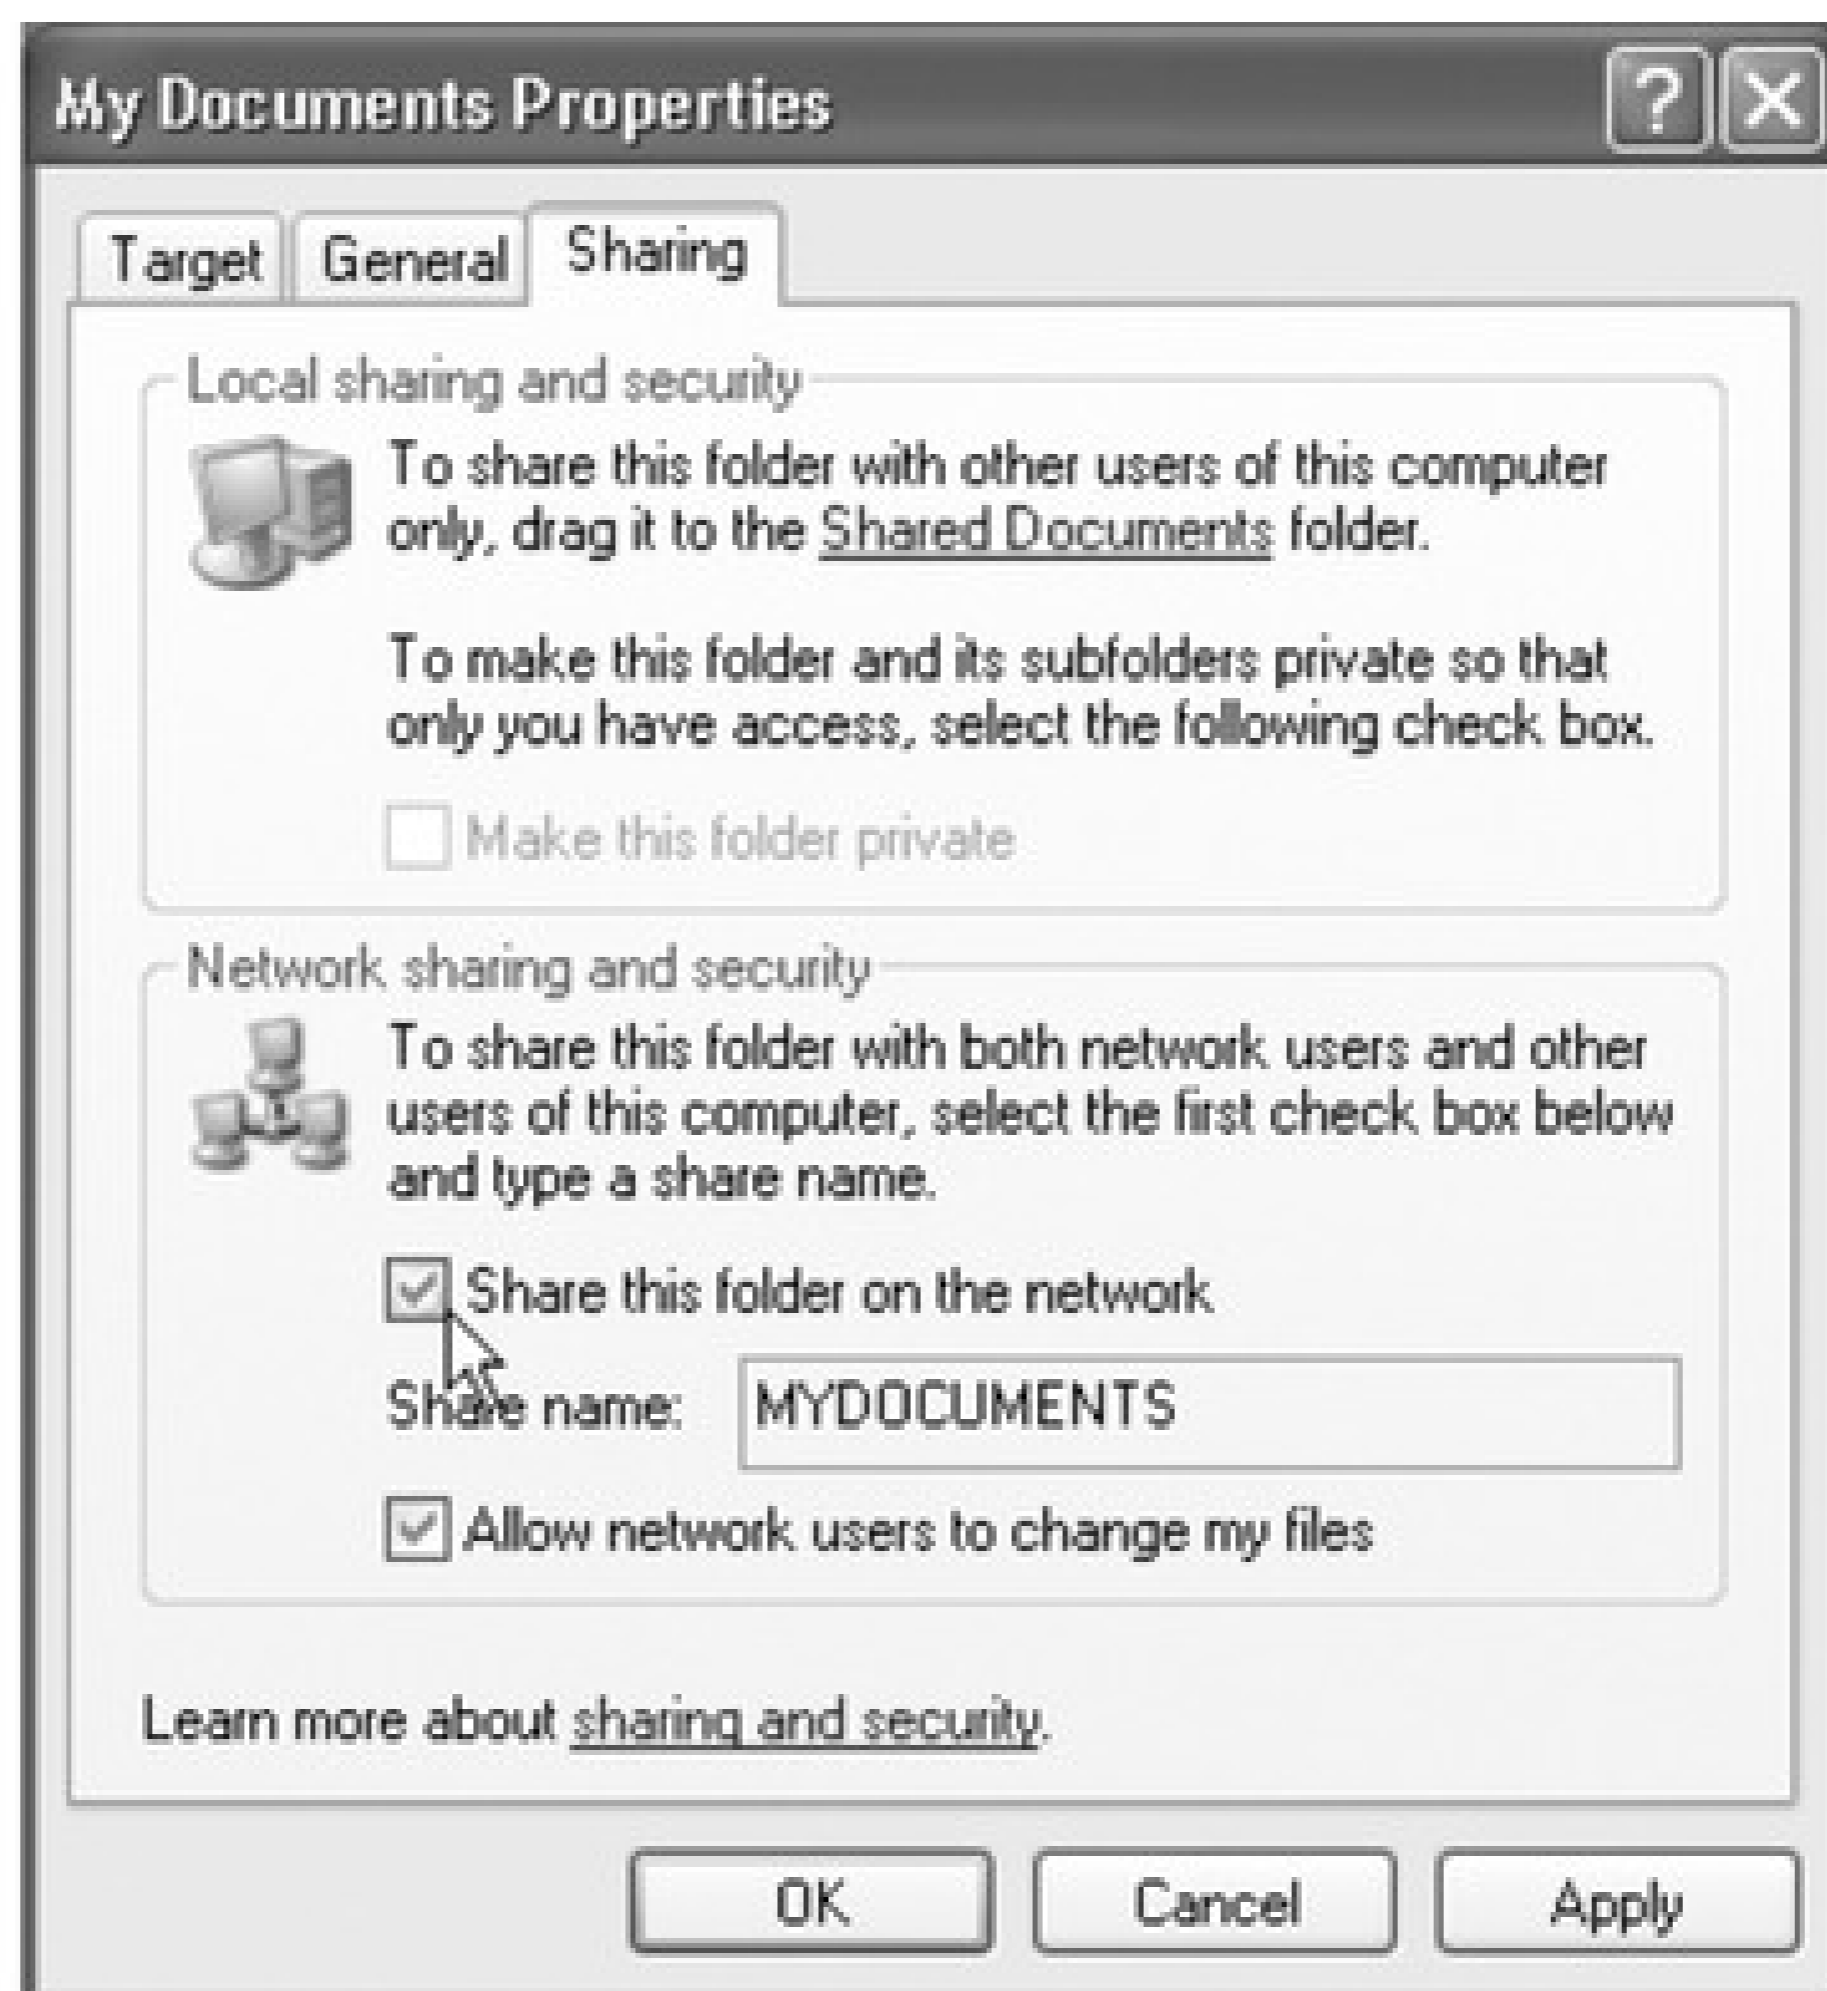 My Documents Properties
? X
Target General Sharing
Local sharing and security
To share this folder with other users of this computer
only, drag it to the Shared Documents folder.
To make this folder and its subfolders private so that
only you have access, select the following check box.
Make this folder private
Network sharing and security
To share this folder with both network users and other
users of this computer, select the first check box below
and type a share name.
Share this folder on the network
Share name: MYDOCUMENTS
Allow network users to change my files
Learn more about sharing and security.
OK Cancel Apply